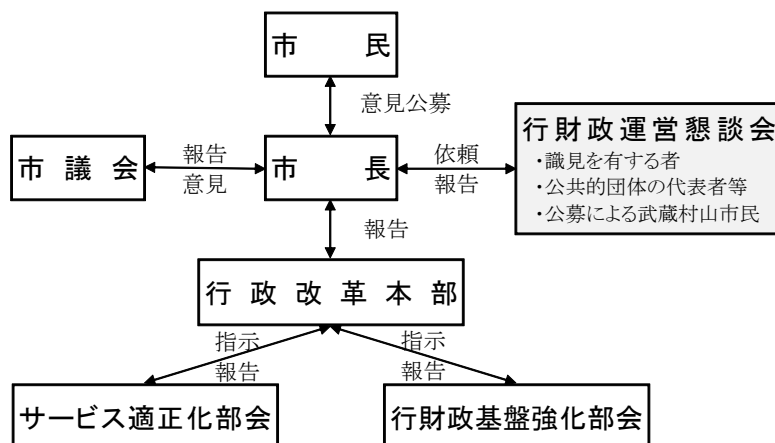 市民
意見公募
市議会
報告
意見
市長
依頼
報告
行財政運営懇談会
・識見を有する者
・公共的団体の代表者等
・公募による武蔵村山市民
報告
行政改革本部
指示
報告
指示
報告
サービス適正化部会
行財政基盤強化部会